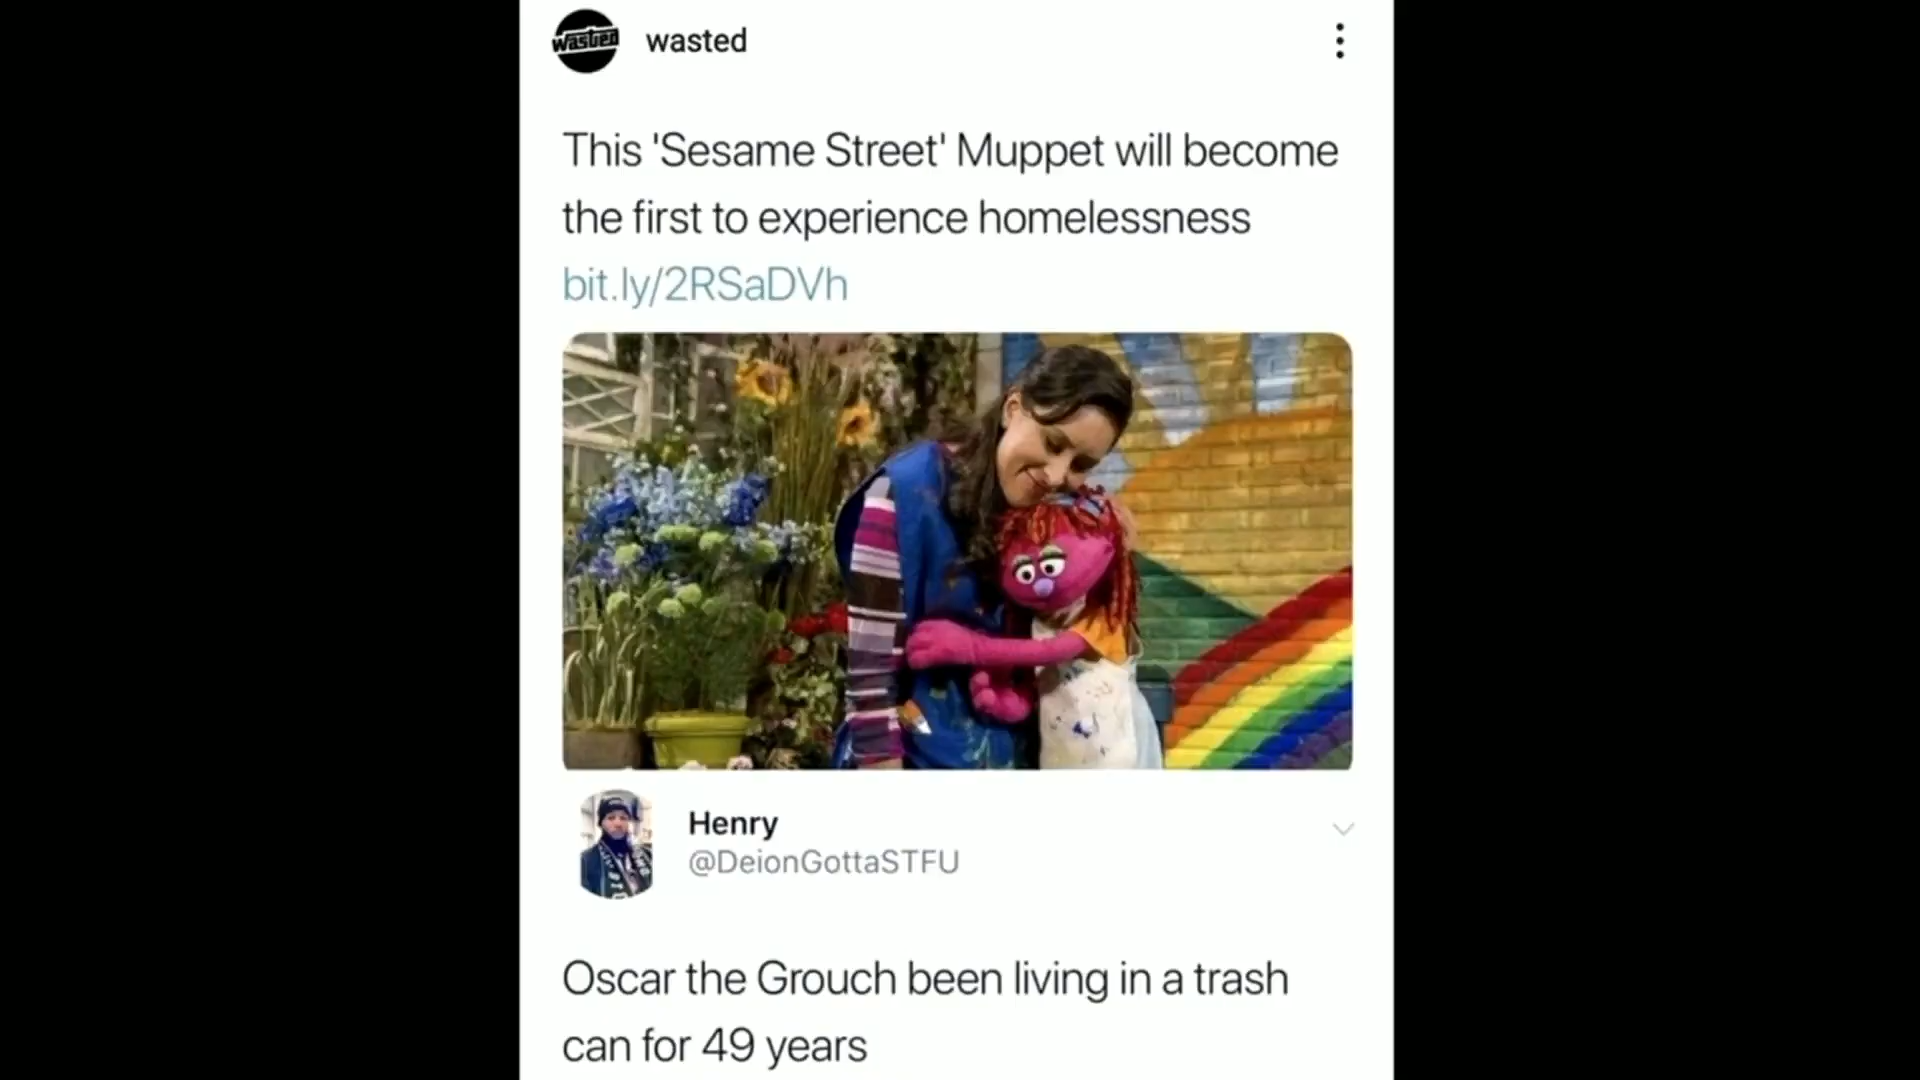 wasted
wasted
This 'Sesame Street' Muppet will become
the first to experience homelessness
bit.ly/2RSaDVh
Henry
@DeionGottaSTFU
Oscar the Grouch been living in a trash
can for 49 years